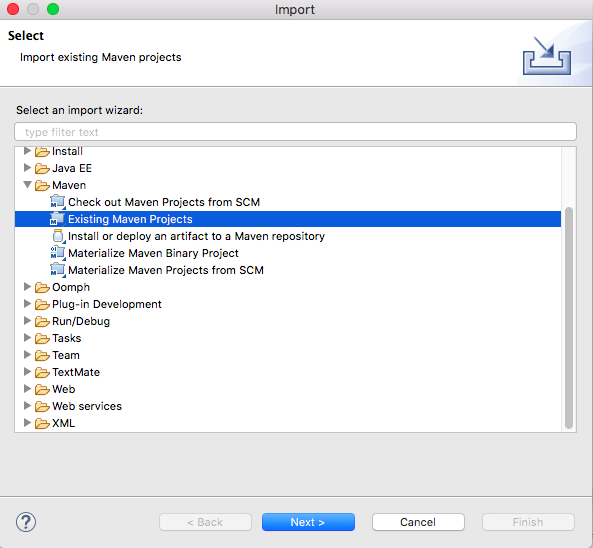 Import
Select
Import existing Maven projects
Select an import wizard:
type filter text
Install
Java EE
Maven
Check out Maven Projects from SCM
Existing Maven Projects
Install or deploy an artifact to a Maven repository
Materialize Maven Binary Project
Materialize Maven Projects from SCM
Oomph
Plug-in Development
Run/Debug
Tasks
Team
TextMate
Web
Web services
XML
? < Back Next > Cancel Finish